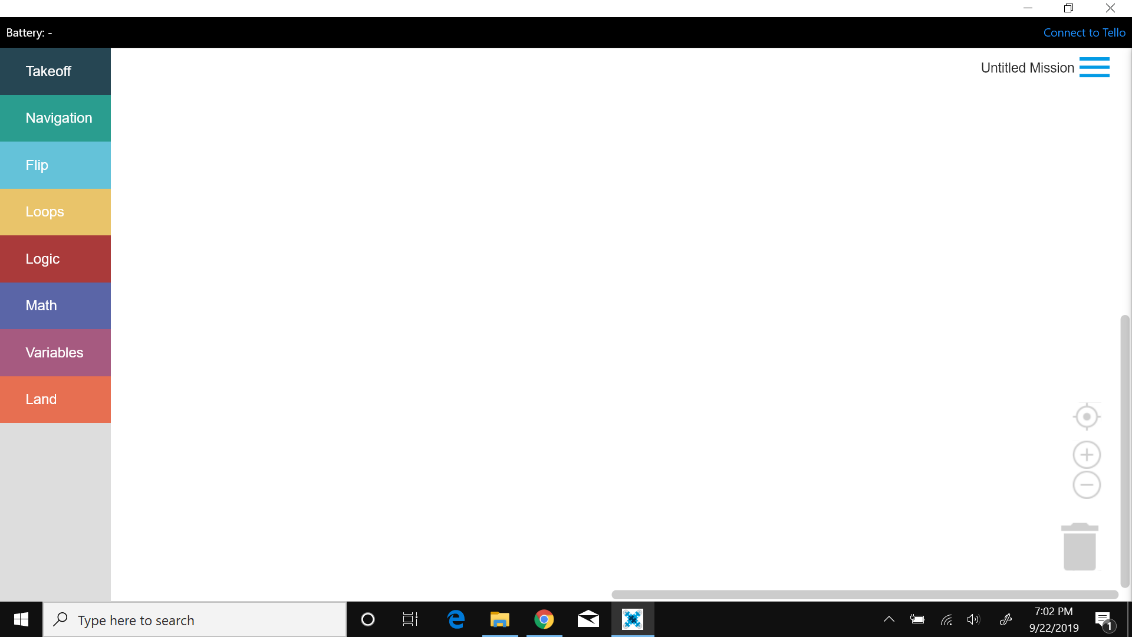 Battery: -
Connect to Tello
Takeoff
Untitled Mission
Navigation
Flip
Loops
Logic
Math
Variables
Land
Type here to search
7:02 PM
9/22/2019
1